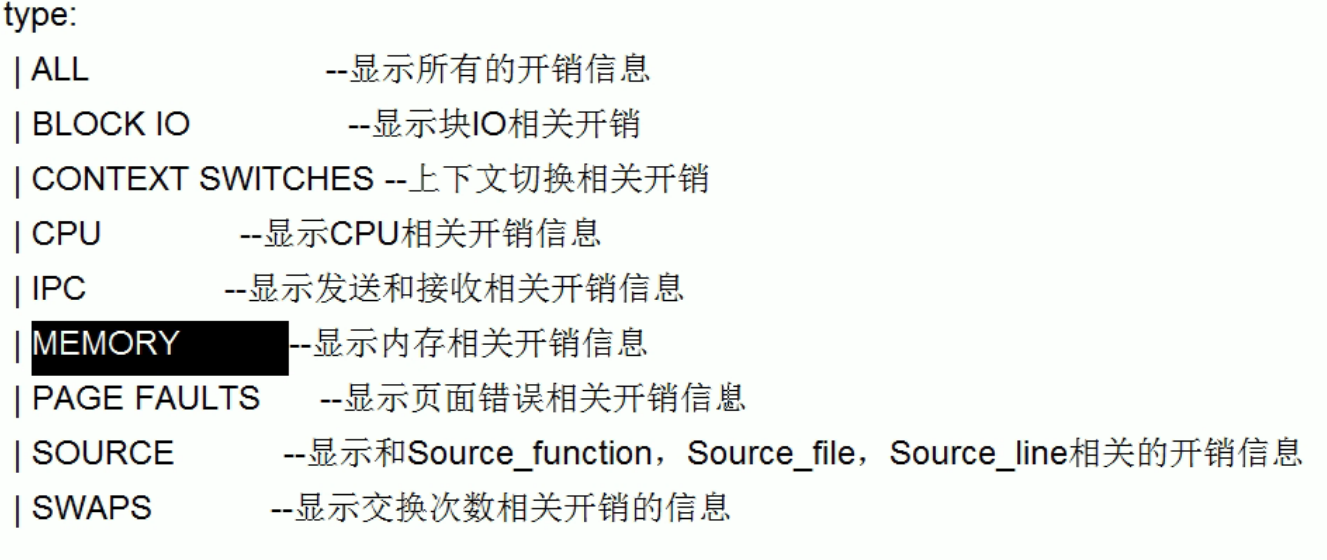 type:
| ALL --显示所有的开销信息
| BLOCK IO --显示块IO相关开销
| CONTEXT SWITCHES --上下文切换相关开销
| CPU --显示CPU相关开销信息
| IPC --显示发送和接收相关开销信息
| MEMORY --显示内存相关开销信息
| PAGE FAULTS --显示页面错误相关开销信息
| SOURCE --显示和Source_function，Source_file，Source_line相关的开销信息
| SWAPS --显示交换次数相关开销的信息